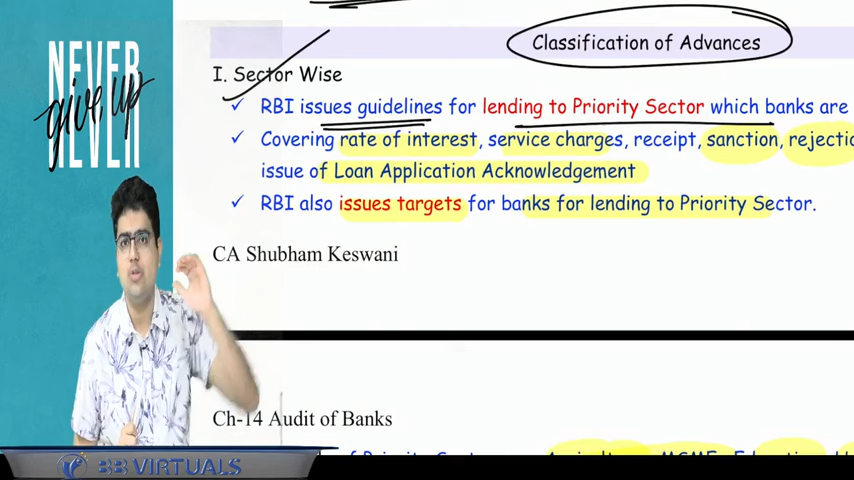 NEVER
give up
NEVER
Classification of Advances
I. Sector Wise
✓ RBI issues guidelines for lending to Priority Sector which banks are
✓ Covering rate of interest, service charges, receipt, sanction,
issue of Loan Application Acknowledgement
✓ RBI also issues targets for banks for lending to Priority Sector.
CA Shubham Keswani
Ch-14 Audit of Banks
BB VIRTUALS